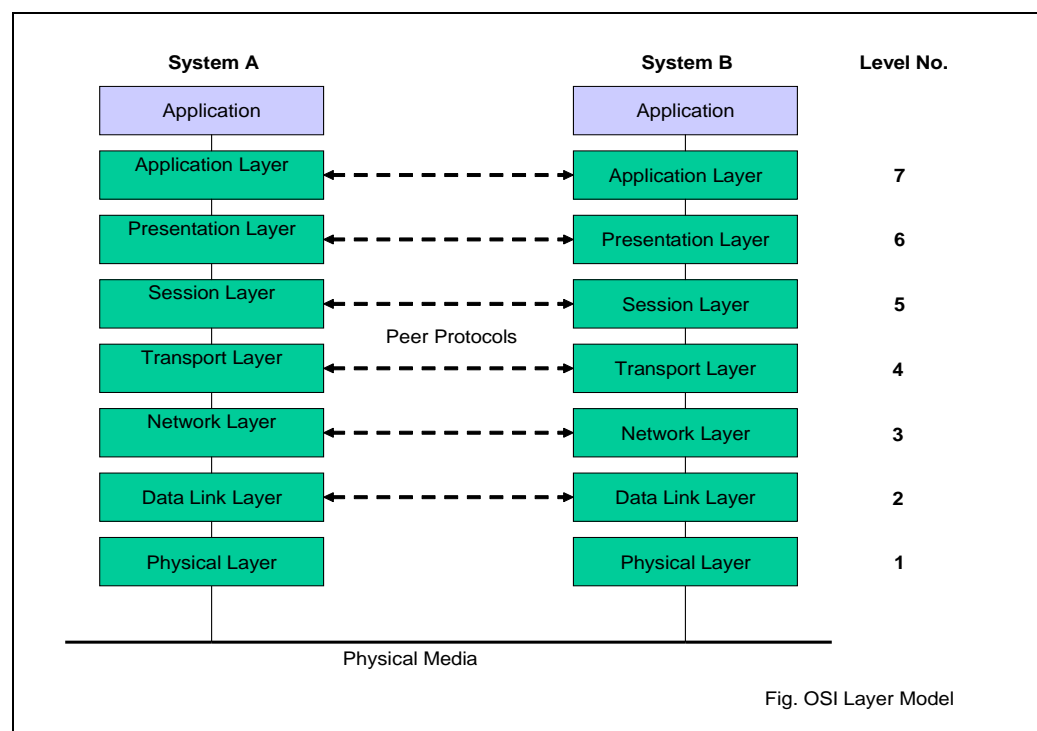 System A System B Level No.
Application Application
Application Layer Application Layer 7
Presentation Layer Presentation Layer 6
Session Layer Session Layer 5
Peer Protocols
Transport Layer Transport Layer 4
Network Layer Network Layer 3
Data Link Layer Data Link Layer 2
Physical Layer Physical Layer 1
Physical Media
Fig. OSI Layer Model